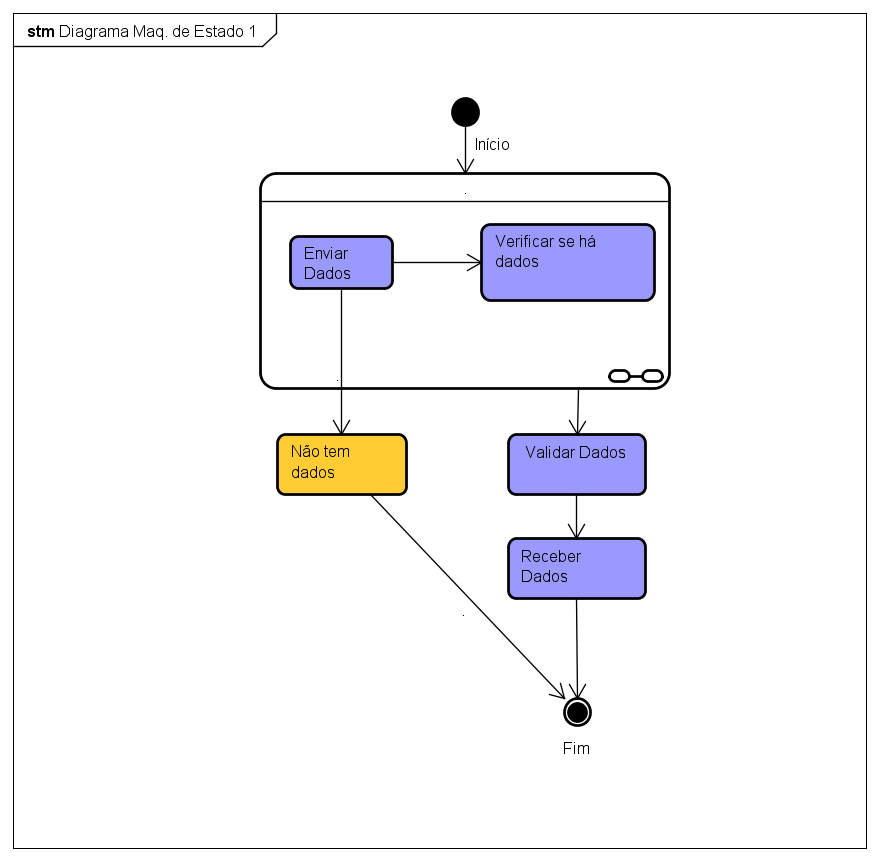 stm Diagrama Maq. de Estado 1
Início
.
Enviar
Dados
Verificar se há
dados
.
Não tem
dados
Validar Dados
Receber
Dados
.
Fim